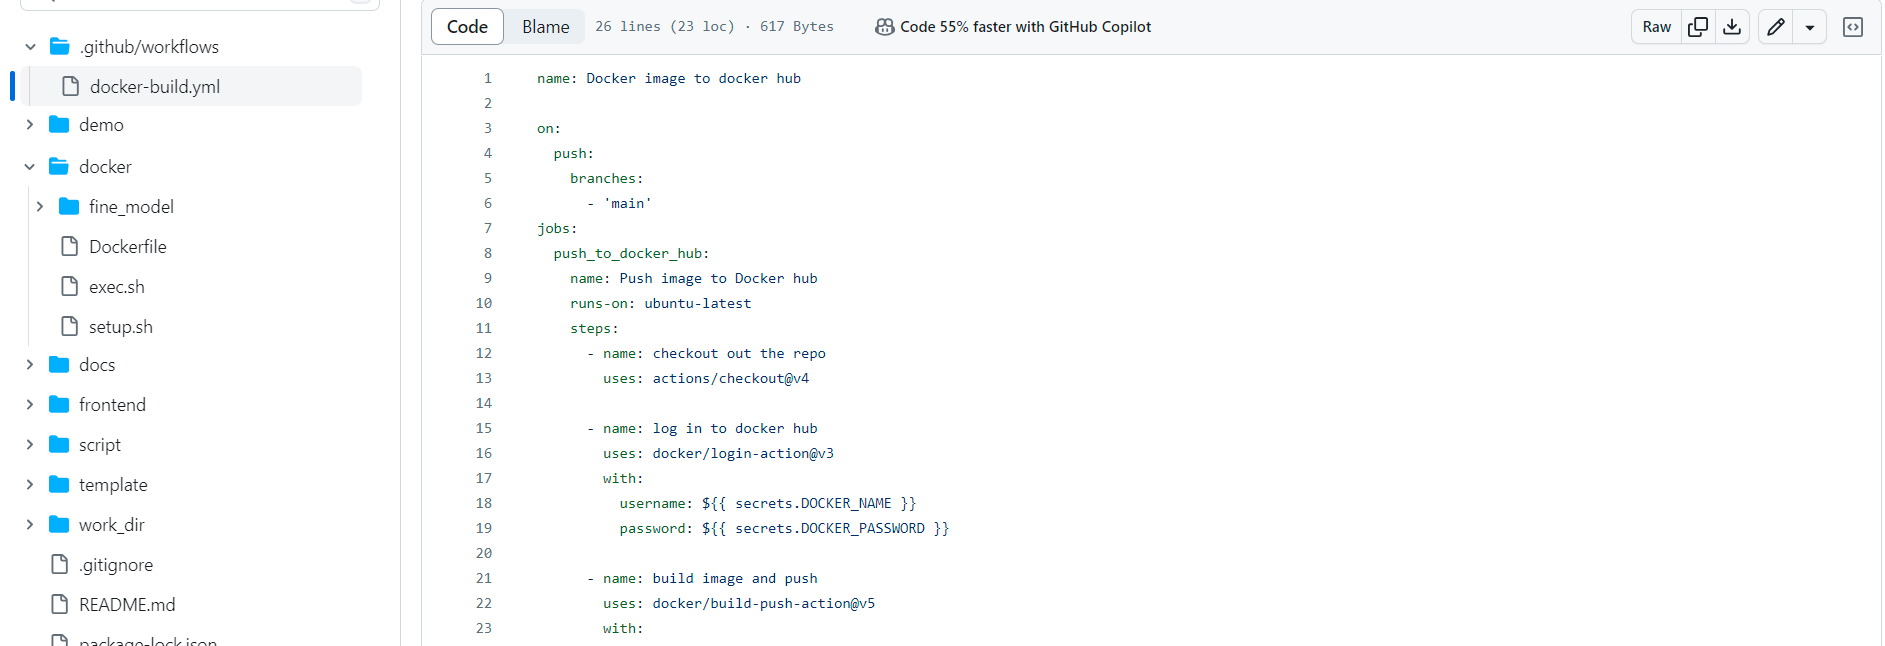 .github/workflows
docker-build.yml
demo
docker
fine_model
Dockerfile
exec.sh
setup.sh
docs
frontend
script
template
work_dir
.gitignore
README.md
package-lock.json
Code Blame 26 lines (23 loc) · 617 Bytes Code 55% faster with GitHub Copilot Raw
1 name: Docker image to docker hub
2
3 on:
4 push:
5 branches:
6 - 'main'
7 jobs:
8 push_to_docker_hub:
9 name: Push image to Docker hub
10 runs-on: ubuntu-latest
11 steps:
12 - name: checkout out the repo
13 uses: actions/checkout@v4
14
15 - name: log in to docker hub
16 uses: docker/login-action@v3
17 with:
18 username: ${{ secrets.DOCKER_NAME }}
19 password: ${{ secrets.DOCKER_PASSWORD }}
20
21 - name: build image and push
22 uses: docker/build-push-action@v5
23 with: